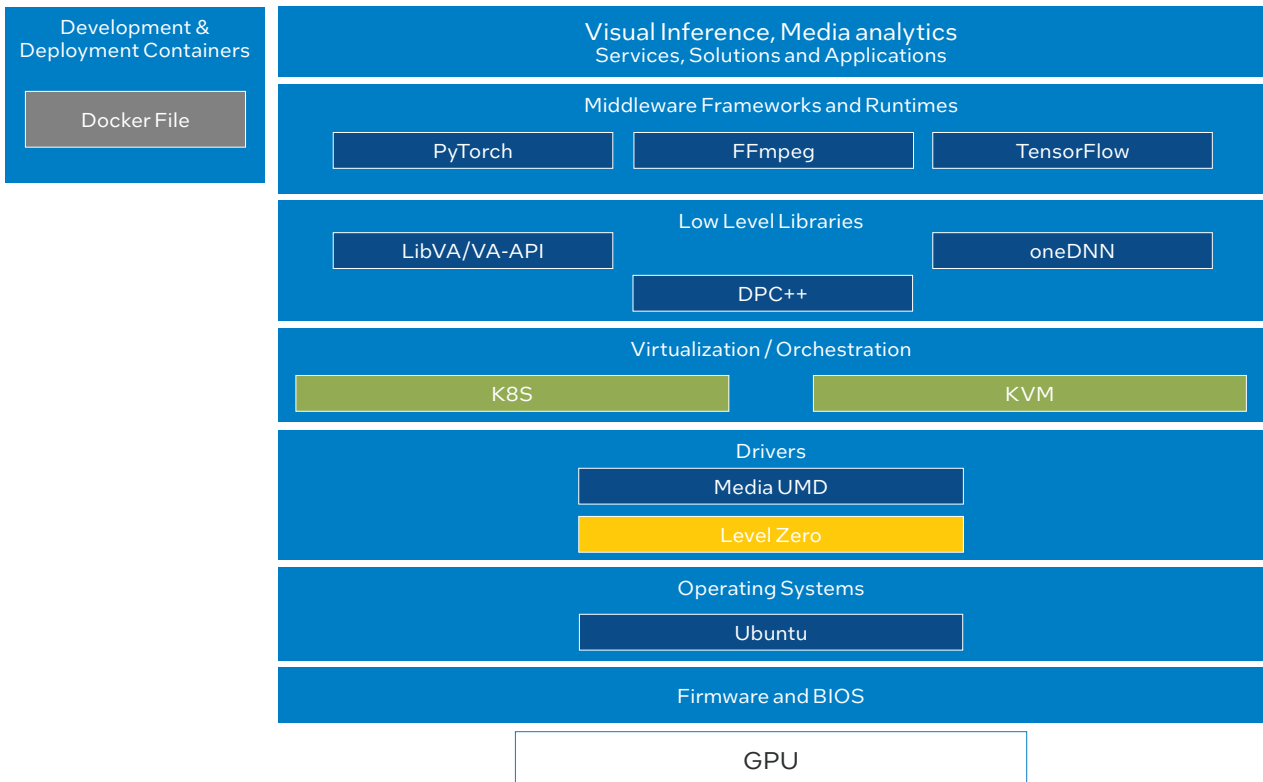 Development &
Deployment Containers
Docker File
Visual Inference, Media analytics
Services, Solutions and Applications
Middleware Frameworks and Runtimes
PyTorch
FFmpeg
TensorFlow
Low Level Libraries
LibVA/VA-API
oneDNN
DPC++
Virtualization / Orchestration
K8S
KVM
Drivers
Media UMD
Level Zero
Operating Systems
Ubuntu
Firmware and BIOS
GPU